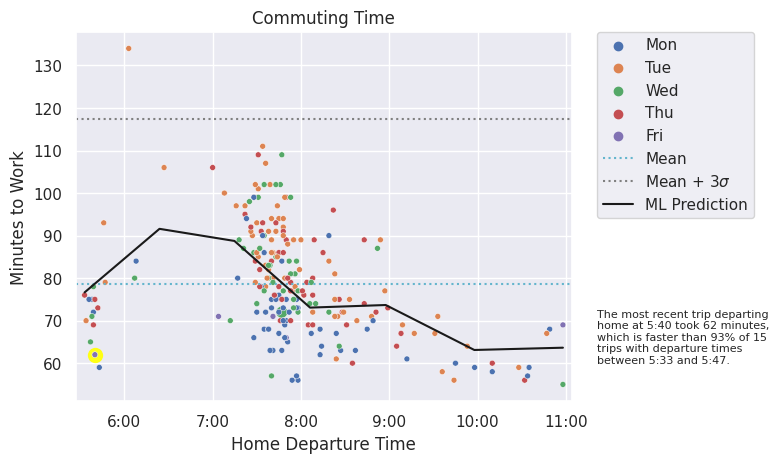 Commuting Time
130
120
110
100
90
80
70
60
Minutes to Work
6:00 7:00 8:00 9:00 10:00 11:00
Home Departure Time
Mon
Tue
Wed
Thu
Fri
Mean
Mean + 3σ
ML Prediction
The most recent trip departing
home at 5:40 took 62 minutes,
which is faster than 93% of 15
trips with departure times
between 5:33 and 5:47.